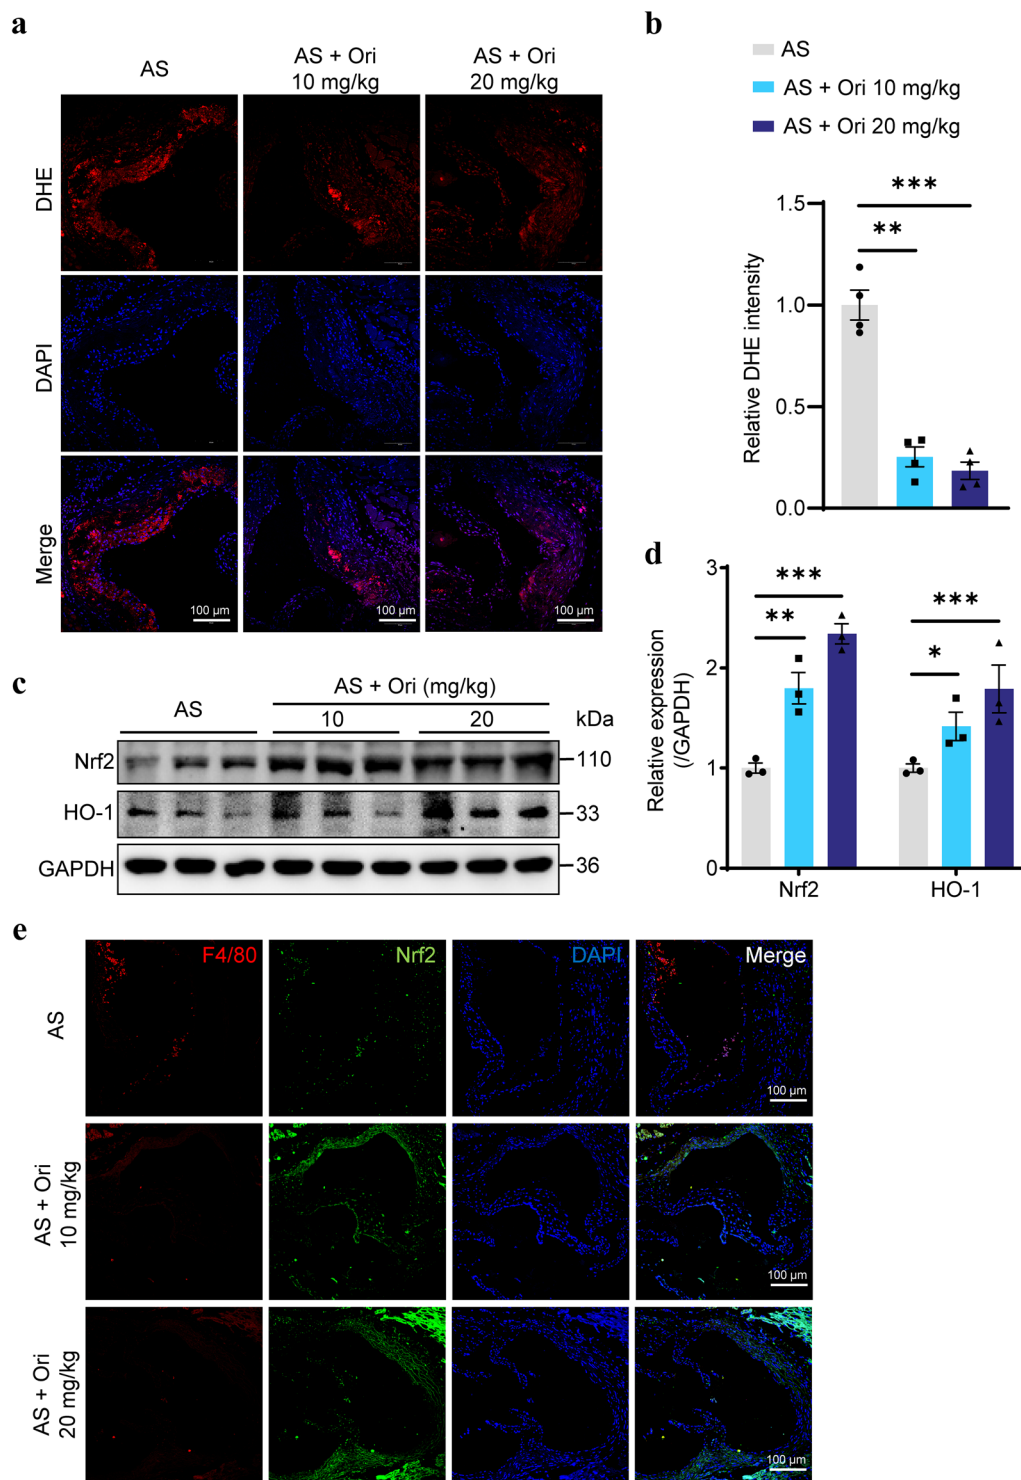 a
AS
AS + Ori
10 mg/kg
AS + Ori
20 mg/kg
DHE
DAPI
Merge
100 µm
100 µm
100 µm
b
AS
AS + Ori 10 mg/kg
AS + Ori 20 mg/kg
Relative DHE intensity
1.5
1.0
0.5
0.0
***
**
c
AS
AS + Ori (mg/kg)
10
20
kDa
Nrf2
110
HO-1
33
GAPDH
36
d
Relative expression
(/GAPDH)
3
2
1
0
***
**
***
*
Nrf2
HO-1
e
F4/80
Nrf2
DAPI
Merge
AS
100 µm
AS + Ori
10 mg/kg
100 µm
AS + Ori
20 mg/kg
100 µm